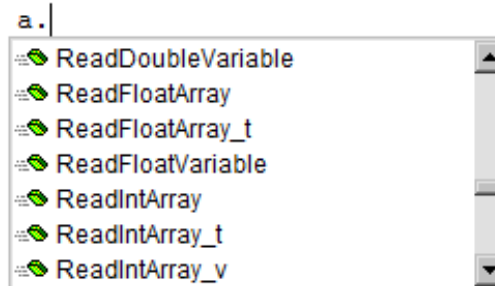 a.
ReadDoubleVariable
ReadFloatArray
ReadFloatArray_t
ReadFloatVariable
ReadIntArray
ReadIntArray_t
ReadIntArray_v